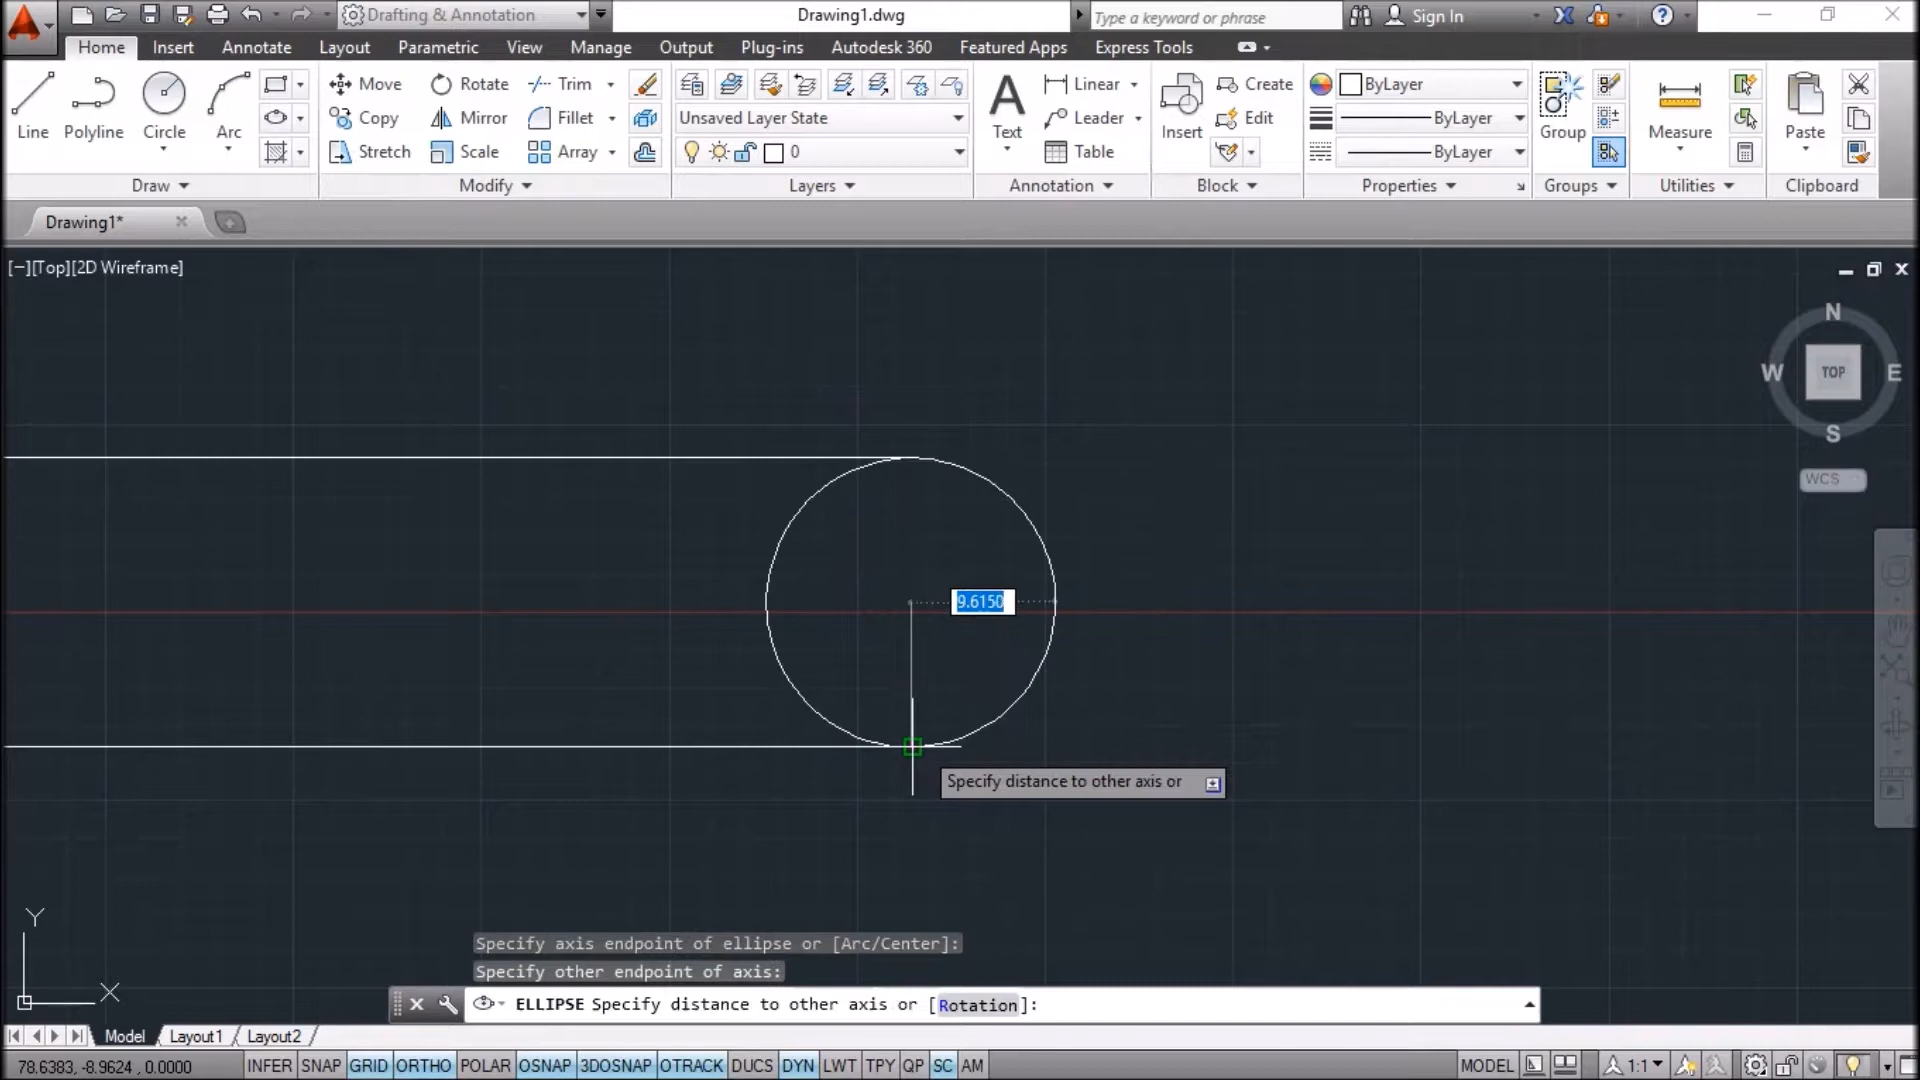 Drafting & Annotation
Drawing1.dwg
Type a keyword or phrase
Sign In
Home Insert Annotate Layout Parametric View Manage Output Plug-ins Autodesk 360 Featured Apps Express Tools
Move Rotate Trim Linear Create ByLayer
Unsaved Layer State
Copy Mirror Fillet Leader Edit ByLayer
Line Polyline Circle Arc Text Insert Group Measure Paste
Stretch Scale Array 0 Table ByLayer
Draw Modify Layers Annotation Block Properties Groups Utilities Clipboard
Drawing1*
[−][Top][2D Wireframe]
N
W TOP E
S
WCS
9.6150
Specify distance to other axis or
Y
X
Specify axis endpoint of ellipse or [Arc/Center]:
Specify other endpoint of axis:
ELLIPSE Specify distance to other axis or [Rotation]:
Model Layout1 Layout2
78.6383, -8.9624 , 0.0000 INFER SNAP GRID ORTHO POLAR OSNAP 3DOSNAP OTRACK DUCS DYN LWT TPY QP SC AM MODEL 1:1